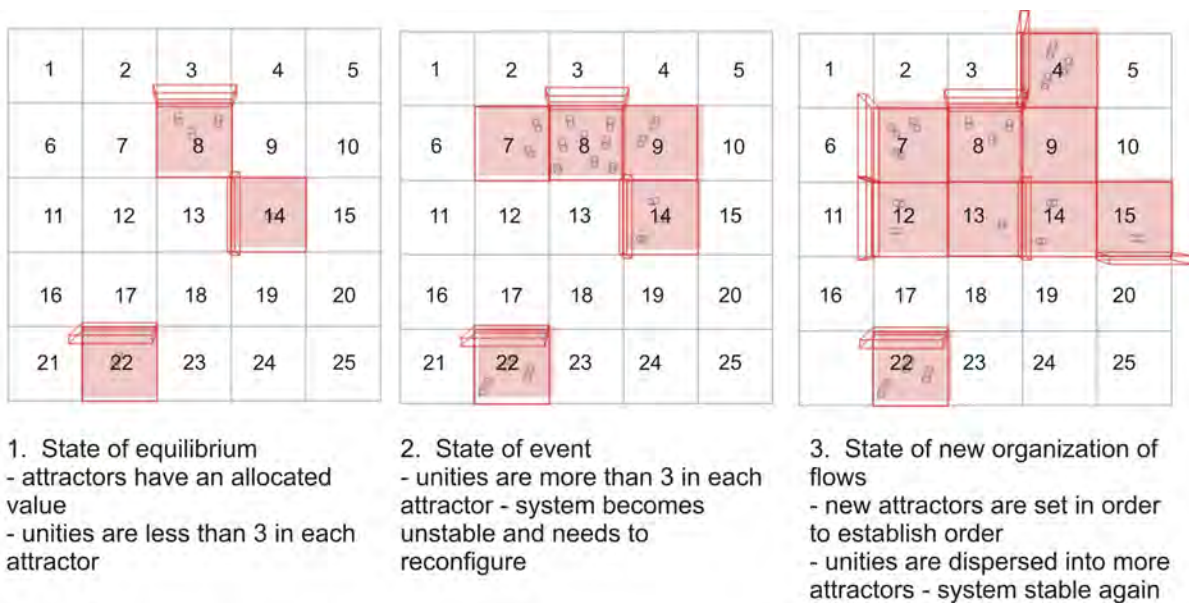 1 2 3 4 5
6 7 8 9 10
11 12 13 14 15
16 17 18 19 20
21 22 23 24 25
1 2 3 4 5
6 7 8 9 10
11 12 13 14 15
16 17 18 19 20
21 22 23 24 25
1 2 3 4 5
6 7 8 9 10
11 12 13 14 15
16 17 18 19 20
22 23 24 25
1. State of equilibrium
- attractors have an allocated
value
- unities are less than 3 in each
attractor
2. State of event
- unities are more than 3 in each
attractor - system becomes
unstable and needs to
reconfigure
3. State of new organization of
flows
- new attractors are set in order
to establish order
- unities are dispersed into more
attractors - system stable again